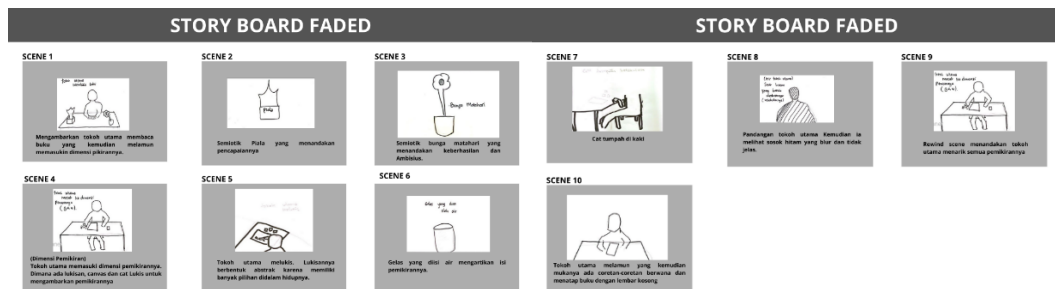 STORY BOARD FADED
SCENE 1
Mengambarkan tokoh utama membaca
buku yang kemudian melamun
memasukin dimensi pikirannya.
SCENE 2
Piala
Semiotik Piala yang menandakan
pencapaiannya
SCENE 3
Bunga Matahari
Semiotik bunga matahari yang
menandakan keberhasilan dan
Ambisius.
SCENE 4
(Dimensi Pemikiran)
Tokoh utama memasuki dimensi pemikirannya.
Dimana ada lukisan, canvas dan cat Lukis untuk
mengambarkan pemikirannya
SCENE 5
Tokoh utama melukis. Lukisannya
berbentuk abstrak karena memiliki
banyak pilihan didalam hidupnya.
SCENE 6
Gelas yang diisi air mengartikan isi
pemikirannya.
STORY BOARD FADED
SCENE 7
Cat tumpah di kaki
SCENE 8
Pandangan tokoh utama Kemudian ia
melihat sosok hitam yang blur dan tidak
jelas.
SCENE 9
Rewind scene menandakan tokoh
utama menarik semua pemikirannya
SCENE 10
Tokoh utama melamun yang kemudian
mukanya ada coretan-coretan berwana dan
menatap buku dengan lembar kosong